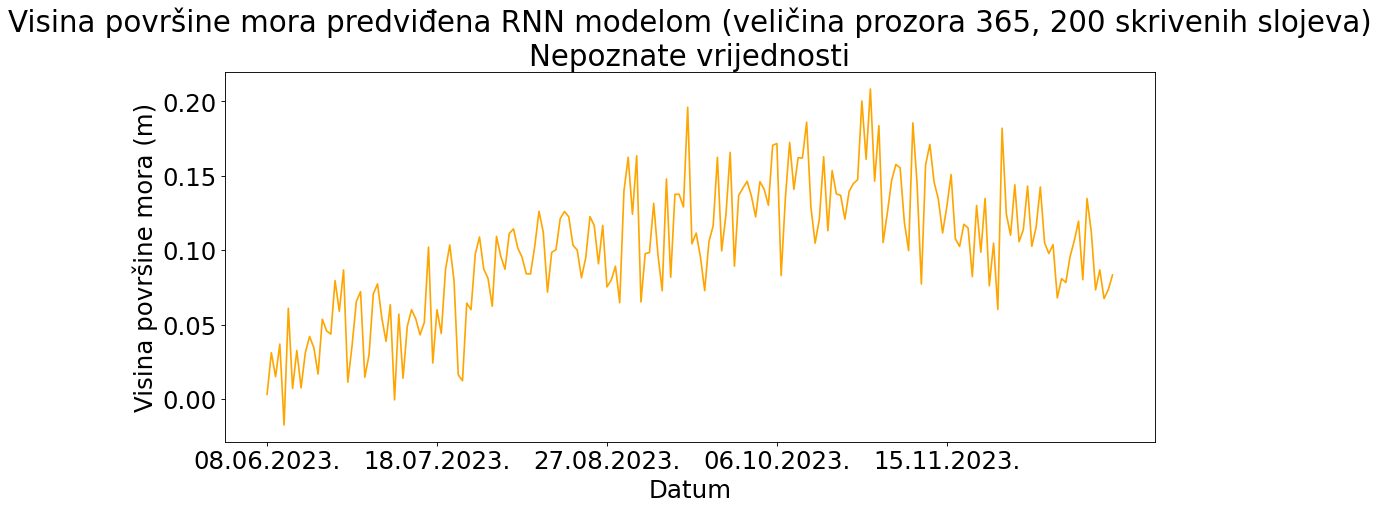 Visina površine mora predviđena RNN modelom (veličina prozora 365, 200 skrivenih slojeva)
Nepoznate vrijednosti
Visina površine mora (m)
0.20
0.15
0.10
0.05
0.00
08.06.2023. 18.07.2023. 27.08.2023. 06.10.2023. 15.11.2023.
Datum